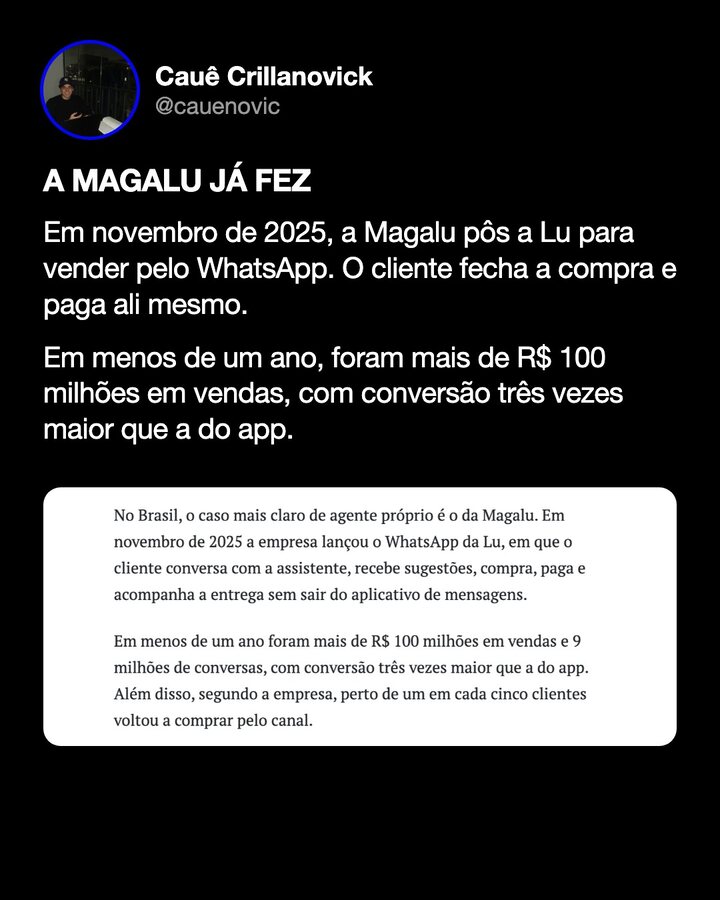 Cauê Crillanovick
@cauenovic
A MAGALU JÁ FEZ
Em novembro de 2025, a Magalu pôs a Lu para
vender pelo WhatsApp. O cliente fecha a compra e
paga ali mesmo.
Em menos de um ano, foram mais de R$ 100
milhões em vendas, com conversão três vezes
maior que a do app.
No Brasil, o caso mais claro de agente próprio é o da Magalu. Em
novembro de 2025 a empresa lançou o WhatsApp da Lu, em que o
cliente conversa com a assistente, recebe sugestões, compra, paga e
acompanha a entrega sem sair do aplicativo de mensagens.
Em menos de um ano foram mais de R$ 100 milhões em vendas e 9
milhões de conversas, com conversão três vezes maior que a do app.
Além disso, segundo a empresa, perto de um em cada cinco clientes
voltou a comprar pelo canal.